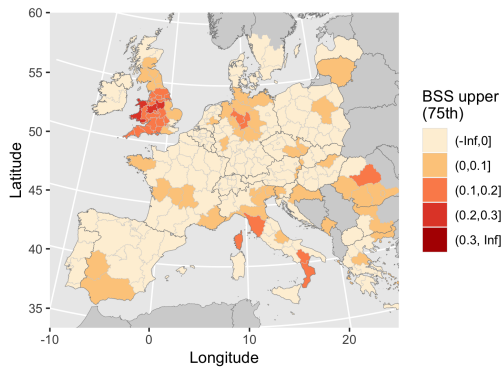 60
55
50
45
40
35
Latitude
-10
0
10
20
Longitude
BSS upper
(75th)
(-Inf,0]
(0,0.1]
(0.1,0.2]
(0.2,0.3]
(0.3, Inf]